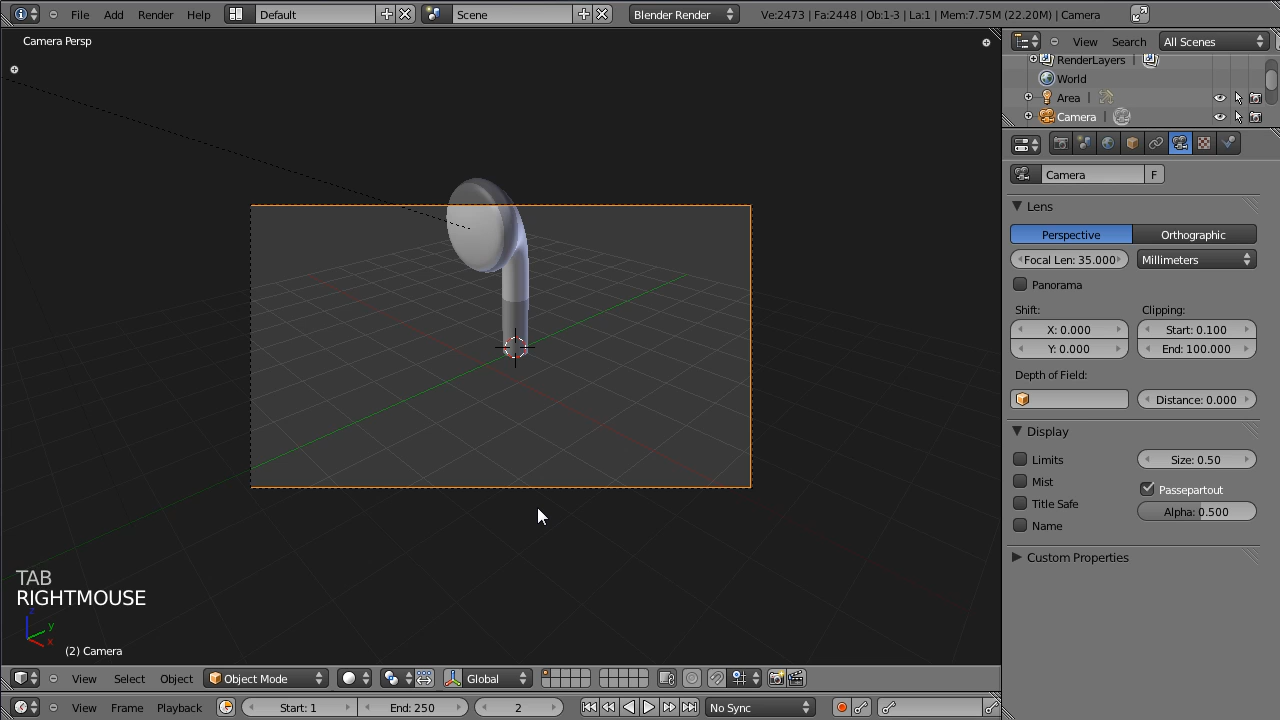 File Add Render Help Default Scene Blender Render Ve:2473 | Fa:2448 | Ob:1-3 | La:1 | Mem:7.75M (22.20M) | Camera
Camera Persp
View Search All Scenes
RenderLayers |
World
Area |
Camera |
Camera F
Lens
Perspective Orthographic
Focal Len: 35.000 Millimeters
Panorama
Shift: Clipping:
X: 0.000 Start: 0.100
Y: 0.000 End: 100.000
Depth of Field:
Distance: 0.000
Display
Limits Size: 0.50
Mist Passepartout
Title Safe Alpha: 0.500
Name
Custom Properties
TAB
RIGHTMOUSE
z
y
x
(2) Camera
View Select Object Object Mode Global
View Frame Playback Start: 1 End: 250 2 No Sync